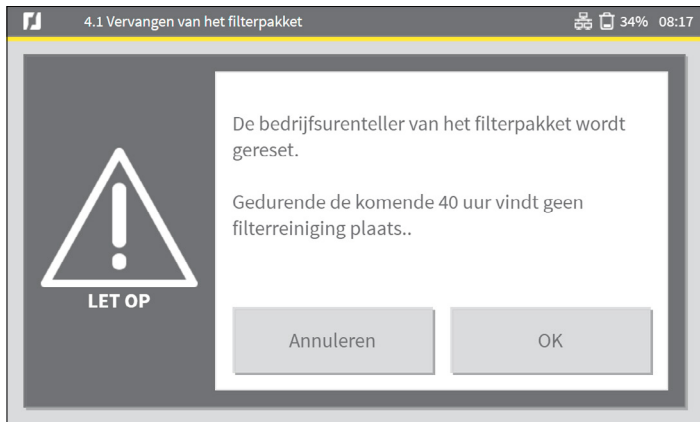 4.1 Vervangen van het filterpakket
34% 08:17
De bedrijfsurenteller van het filterpakket wordt
gereset.
Gedurende de komende 40 uur vindt geen
filterreiniging plaats..
LET OP
Annuleren
OK